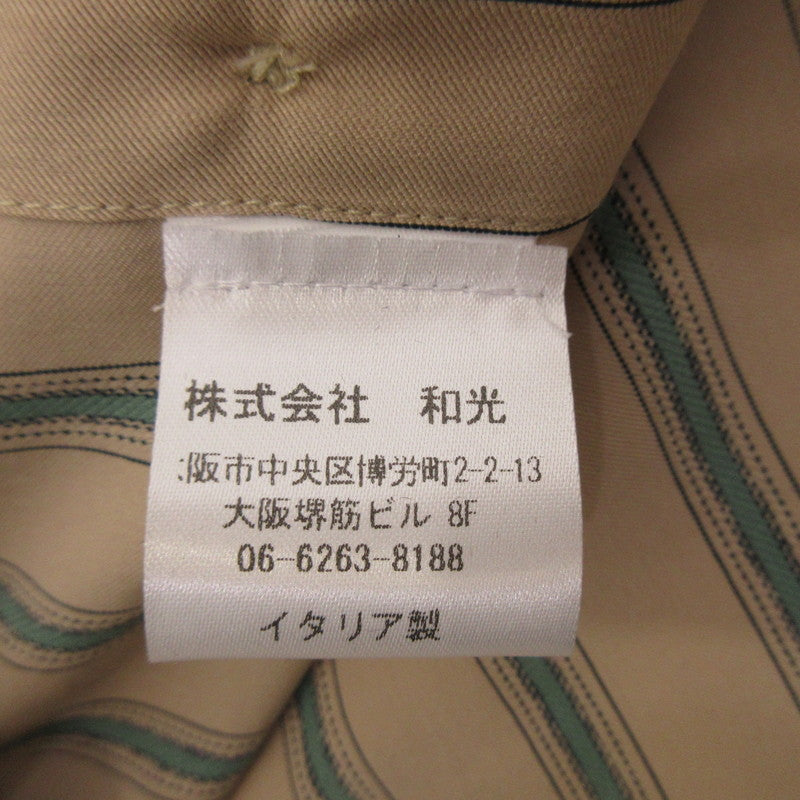 株式会社　和光
阪市中央区博労町2-2-13
大阪堺筋ビル 8F
06-6263-8188
イタリア製